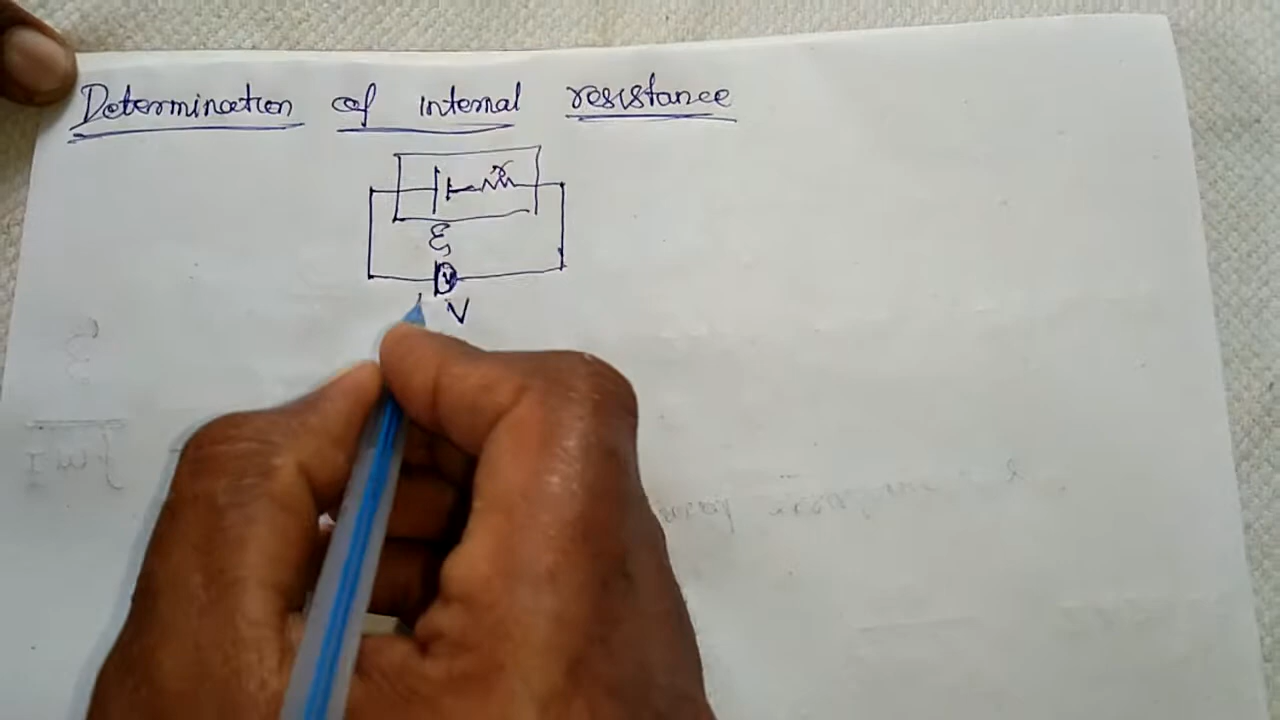 Determination of internal resistance
r
ξ
V
V